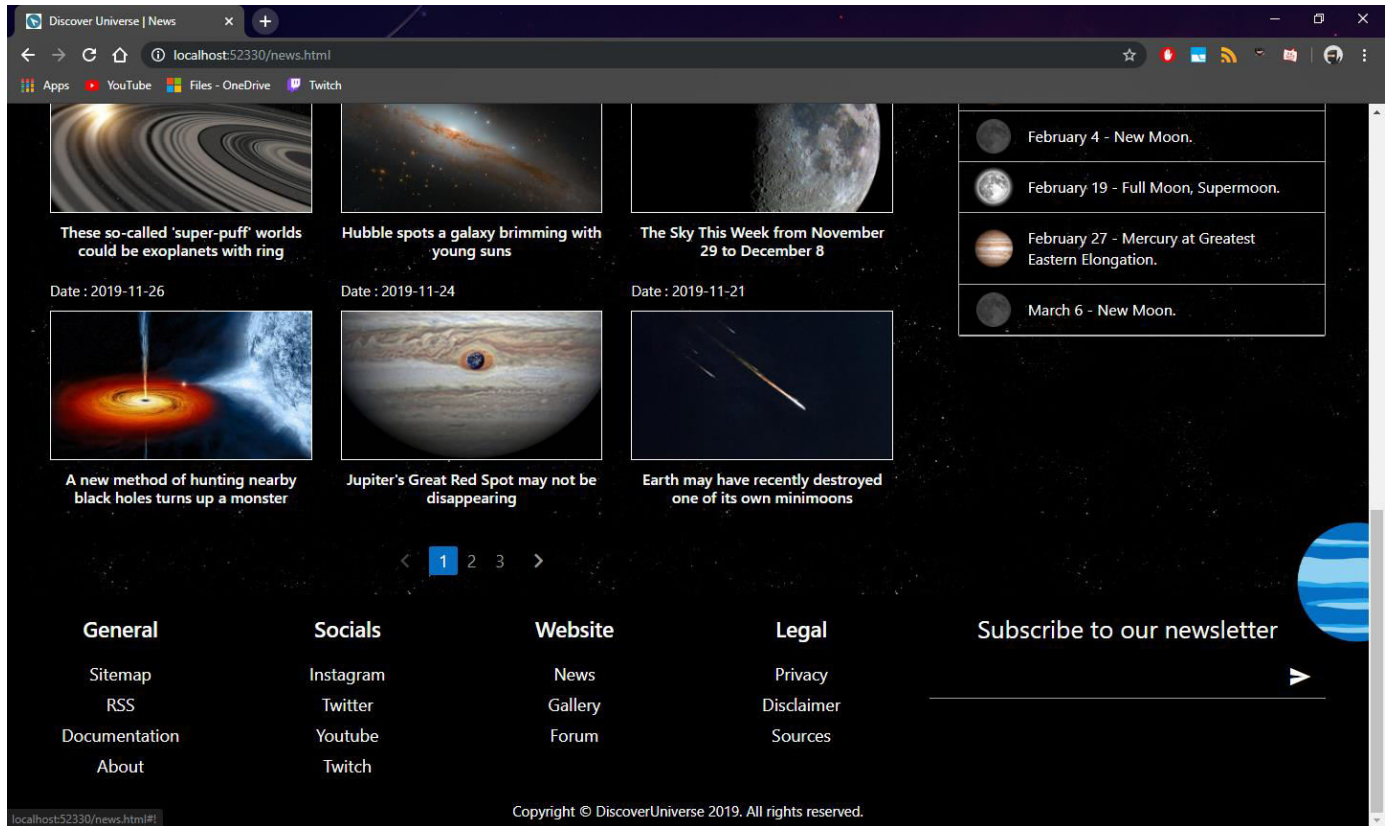 Discover Universe | News
localhost:52330/news.html
Apps YouTube Files - OneDrive Twitch
These so-called 'super-puff' worlds
could be exoplanets with ring
Hubble spots a galaxy brimming with
young suns
The Sky This Week from November
29 to December 8
Date : 2019-11-26
Date : 2019-11-24
Date : 2019-11-21
A new method of hunting nearby
black holes turns up a monster
Jupiter's Great Red Spot may not be
disappearing
Earth may have recently destroyed
one of its own minimoons
1 2 3
February 4 - New Moon.
February 19 - Full Moon, Supermoon.
February 27 - Mercury at Greatest
Eastern Elongation.
March 6 - New Moon.
General
Sitemap
RSS
Documentation
About
Socials
Instagram
Twitter
Youtube
Twitch
Website
News
Gallery
Forum
Legal
Privacy
Disclaimer
Sources
Subscribe to our newsletter
Copyright © DiscoverUniverse 2019. All rights reserved.
localhost:52330/news.html#!